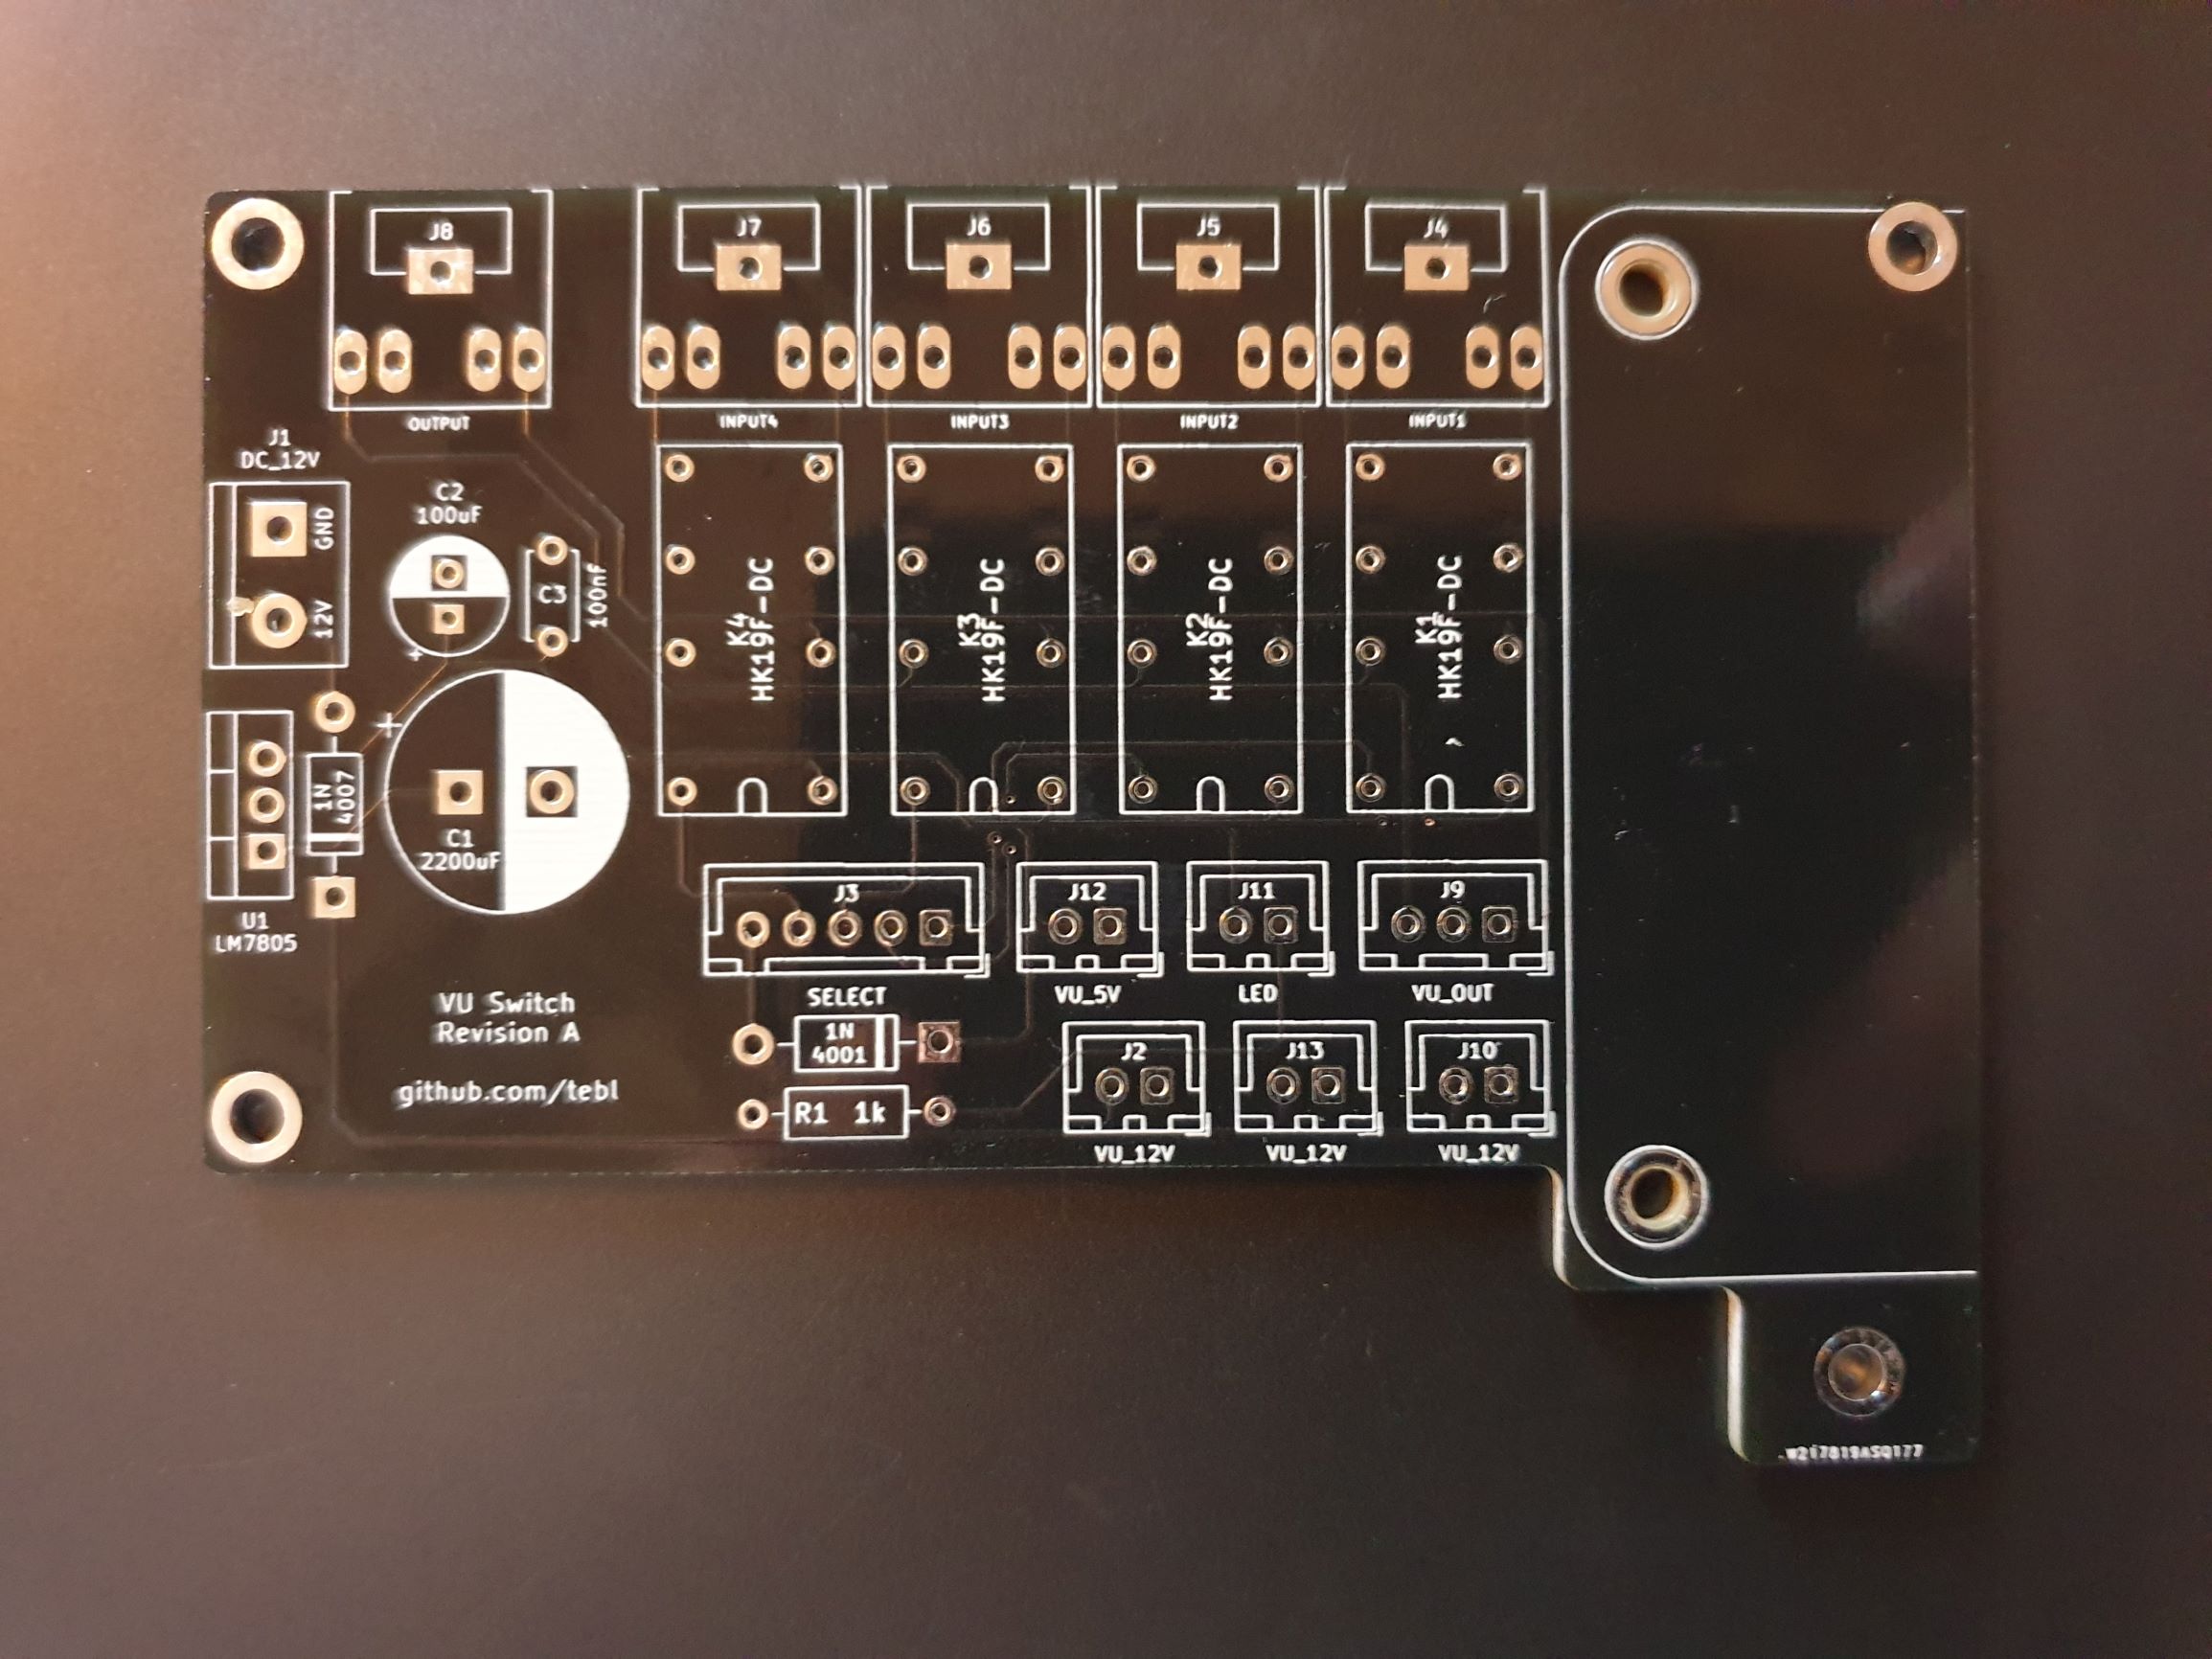 J8
J7
J6
J5
J4
OUTPUT
INPUT4
INPUT3
INPUT2
INPUT1
J1
DC_12V
GND
12V
C2
100uF
C3
100nF
+
K4
HK19F-DC
K3
HK19F-DC
K2
HK19F-DC
K1
HK19F-DC
+
1N
4007
C1
2200uF
U1
LM7805
J3
J12
J11
J9
SELECT
VU_5V
LED
VU_OUT
VU Switch
Revision A
github.com/tebl
1N
4001
R1 1k
J2
J13
J10
VU_12V
VU_12V
VU_12V